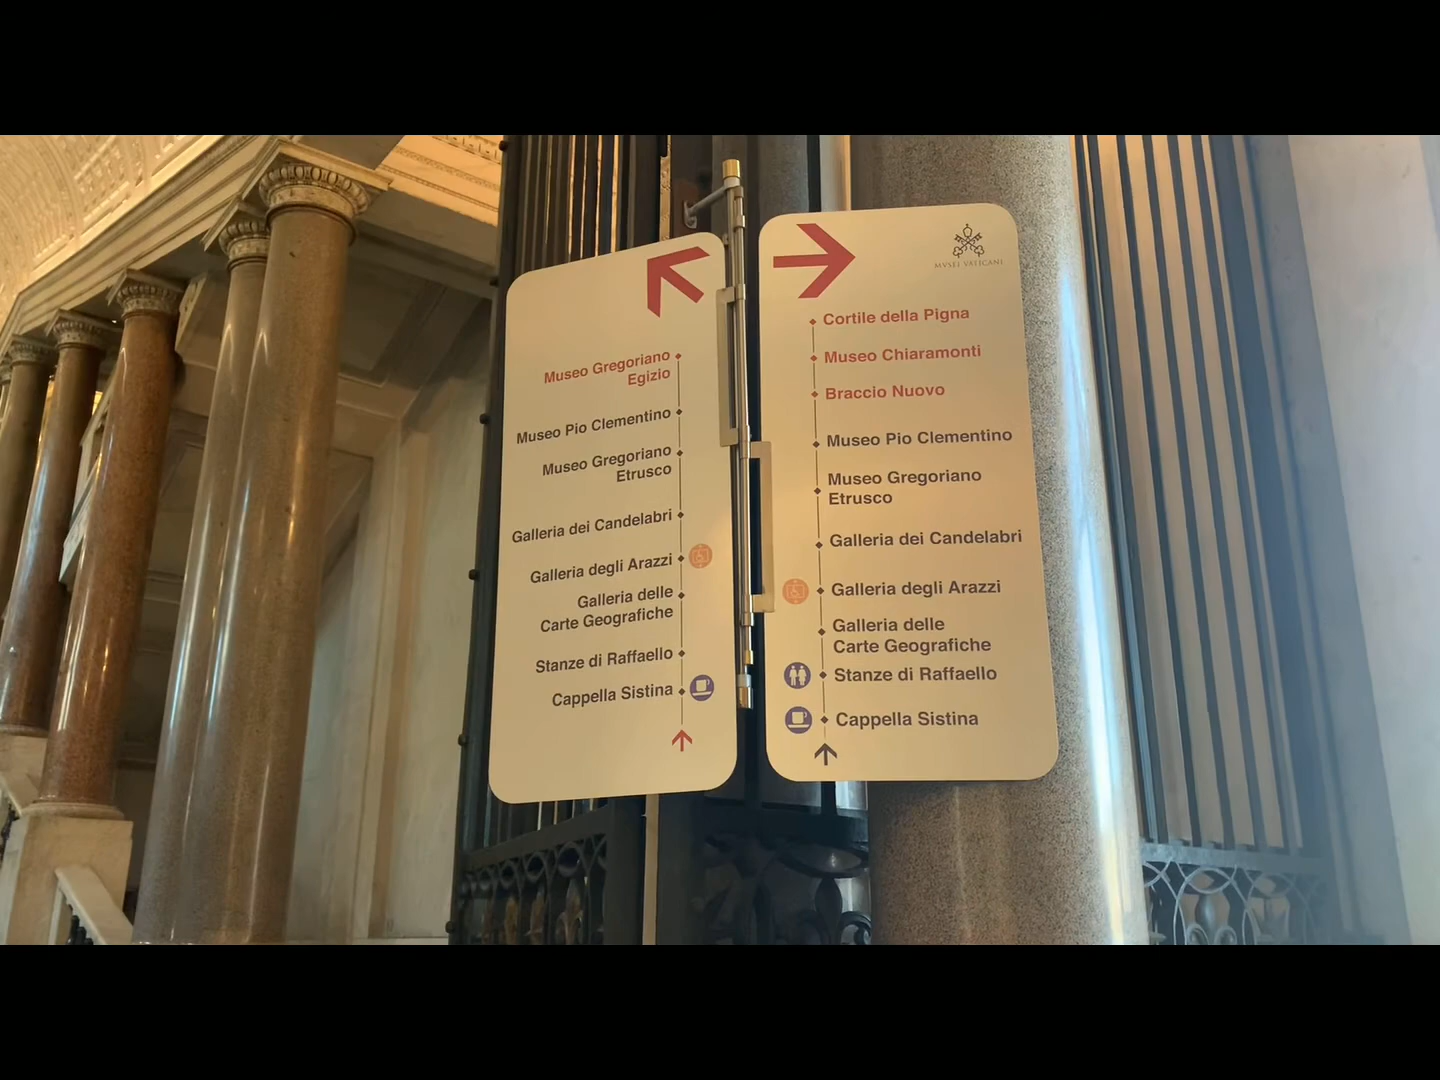 Museo Gregoriano
Egizio
Museo Pio Clementino
Museo Gregoriano
Etrusco
Galleria dei Candelabri
Galleria degli Arazzi
Galleria delle
Carte Geografiche
Stanze di Raffaello
Cappella Sistina
MVSEI VATICANI
Cortile della Pigna
Museo Chiaramonti
Braccio Nuovo
Museo Pio Clementino
Museo Gregoriano
Etrusco
Galleria dei Candelabri
Galleria degli Arazzi
Galleria delle
Carte Geografiche
Stanze di Raffaello
Cappella Sistina